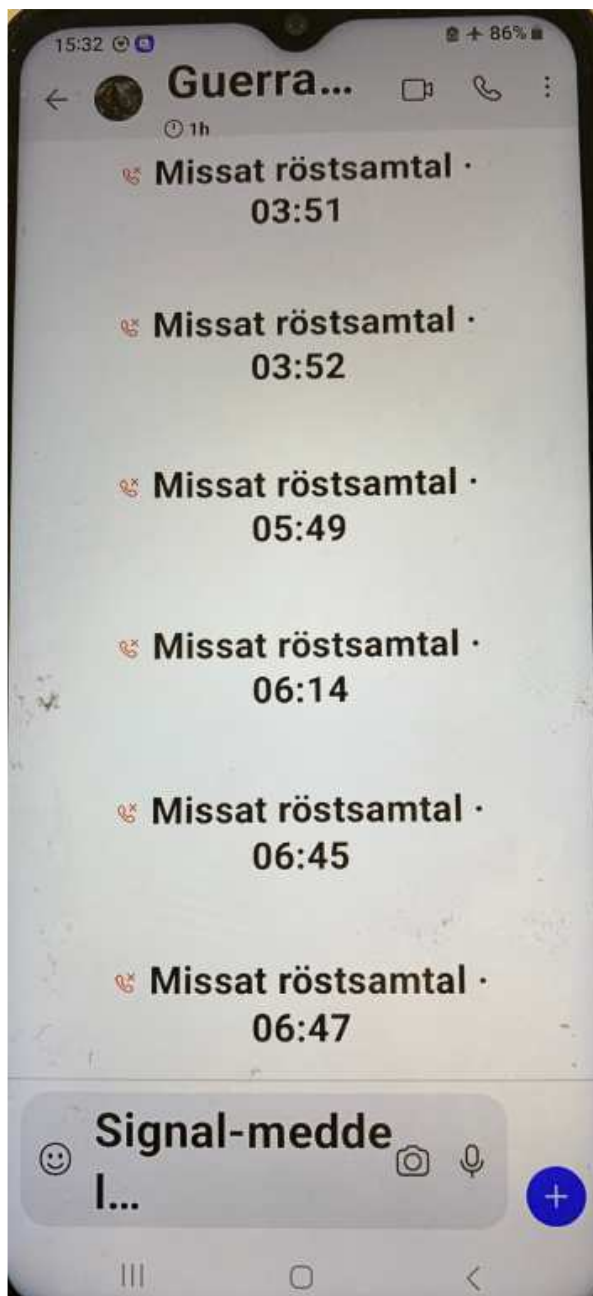 15:32 86%
Guerra...
1h
Missat röstsamtal ·
03:51
Missat röstsamtal ·
03:52
Missat röstsamtal ·
05:49
Missat röstsamtal ·
06:14
Missat röstsamtal ·
06:45
Missat röstsamtal ·
06:47
Signal-medde
l...